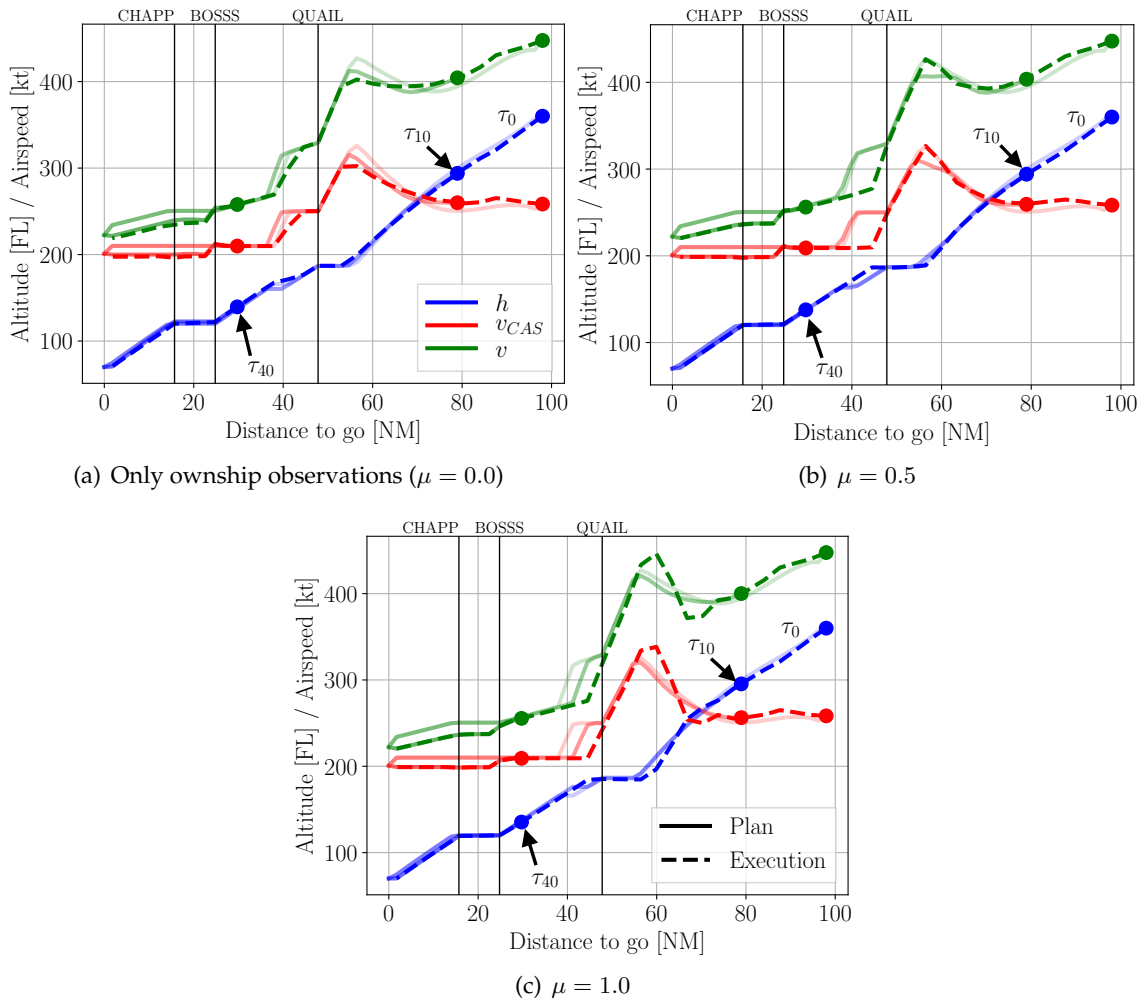 CHAPP BOSSS QUAIL
Altitude [FL] / Airspeed [kt]
400
300
200
100
τ10
τ0
τ40
h
vCAS
v
0 20 40 60 80 100
Distance to go [NM]
(a) Only ownship observations (μ = 0.0)
CHAPP BOSSS QUAIL
Altitude [FL] / Airspeed [kt]
400
300
200
100
τ10
τ0
τ40
0 20 40 60 80 100
Distance to go [NM]
(b) μ = 0.5
CHAPP BOSSS QUAIL
Altitude [FL] / Airspeed [kt]
400
300
200
100
τ10
τ0
τ40
Plan
Execution
0 20 40 60 80 100
Distance to go [NM]
(c) μ = 1.0